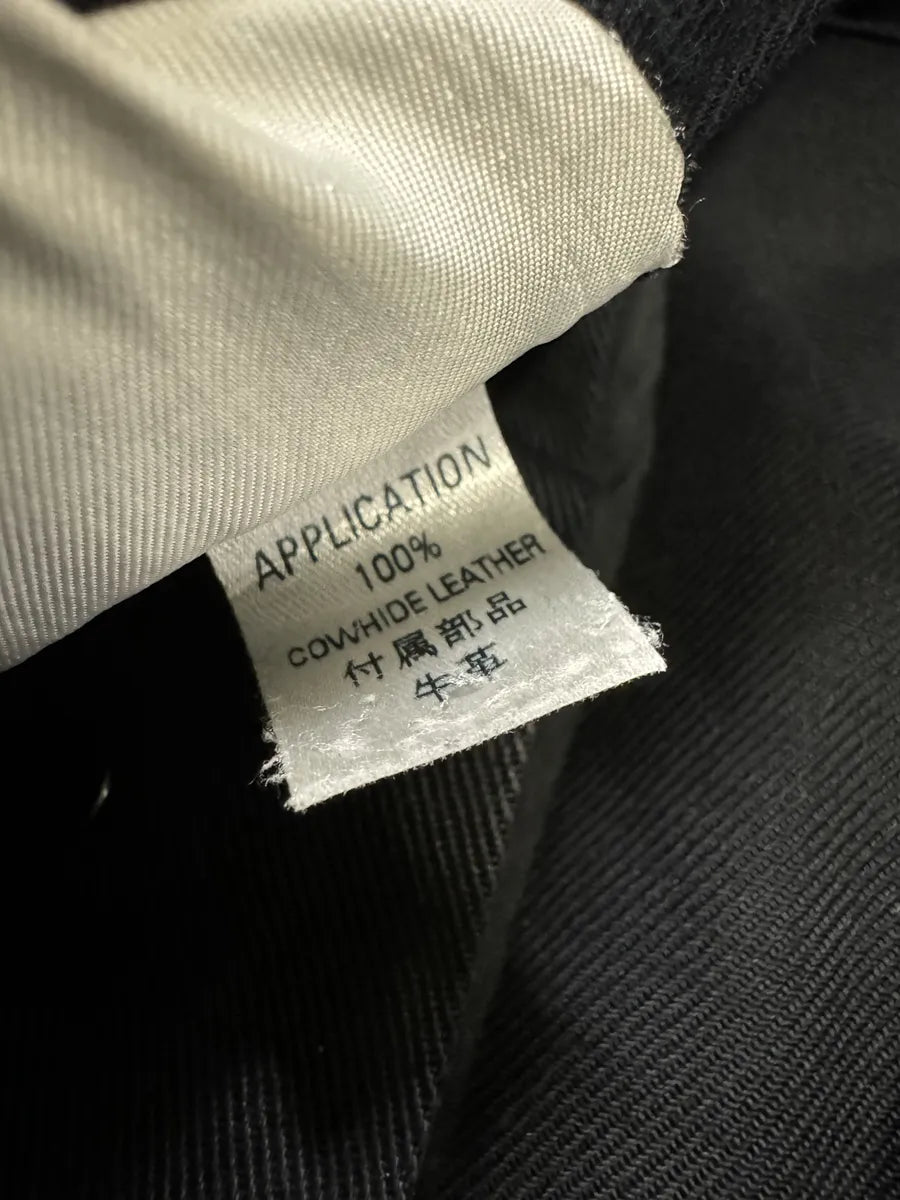 APPLICATION
100%
COWHIDE LEATHER
付属部品
牛革